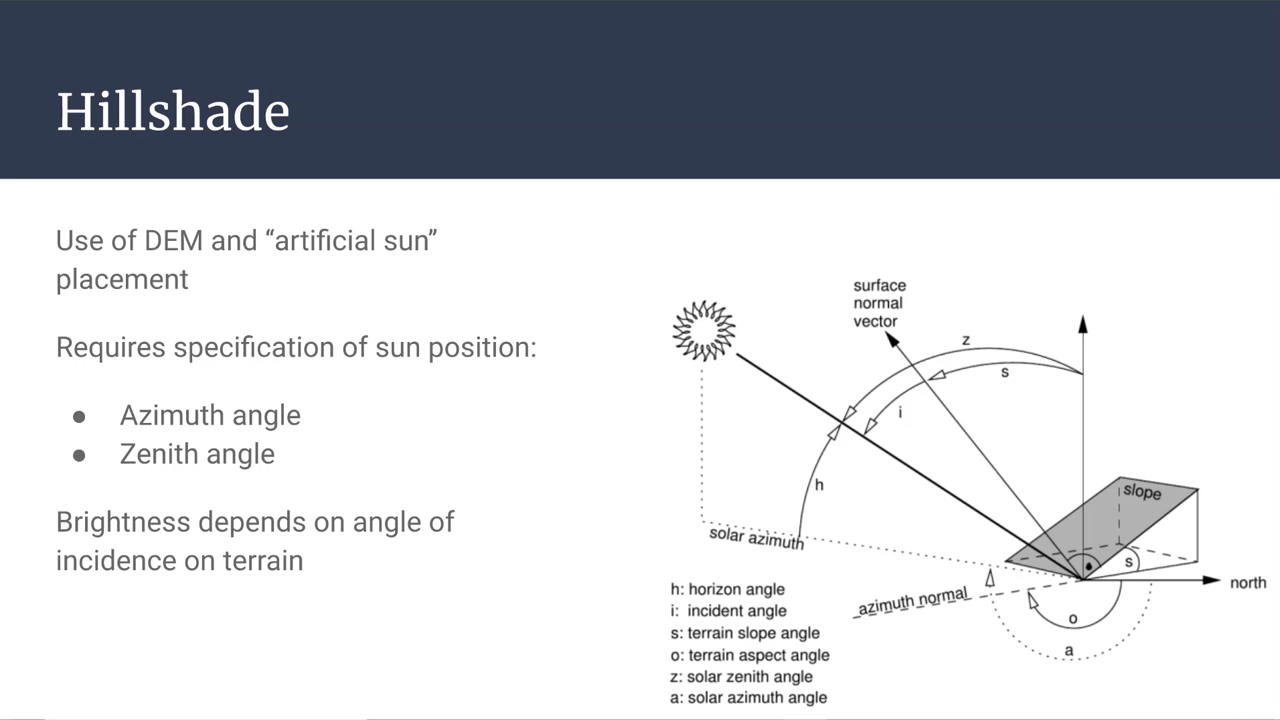 Hillshade
Use of DEM and “artificial sun”
placement
Requires specification of sun position:
● Azimuth angle
● Zenith angle
Brightness depends on angle of
incidence on terrain
surface
normal
vector
z
s
i
h
slope
solar azimuth
s
north
azimuth normal
o
a
h: horizon angle
i: incident angle
s: terrain slope angle
o: terrain aspect angle
z: solar zenith angle
a: solar azimuth angle